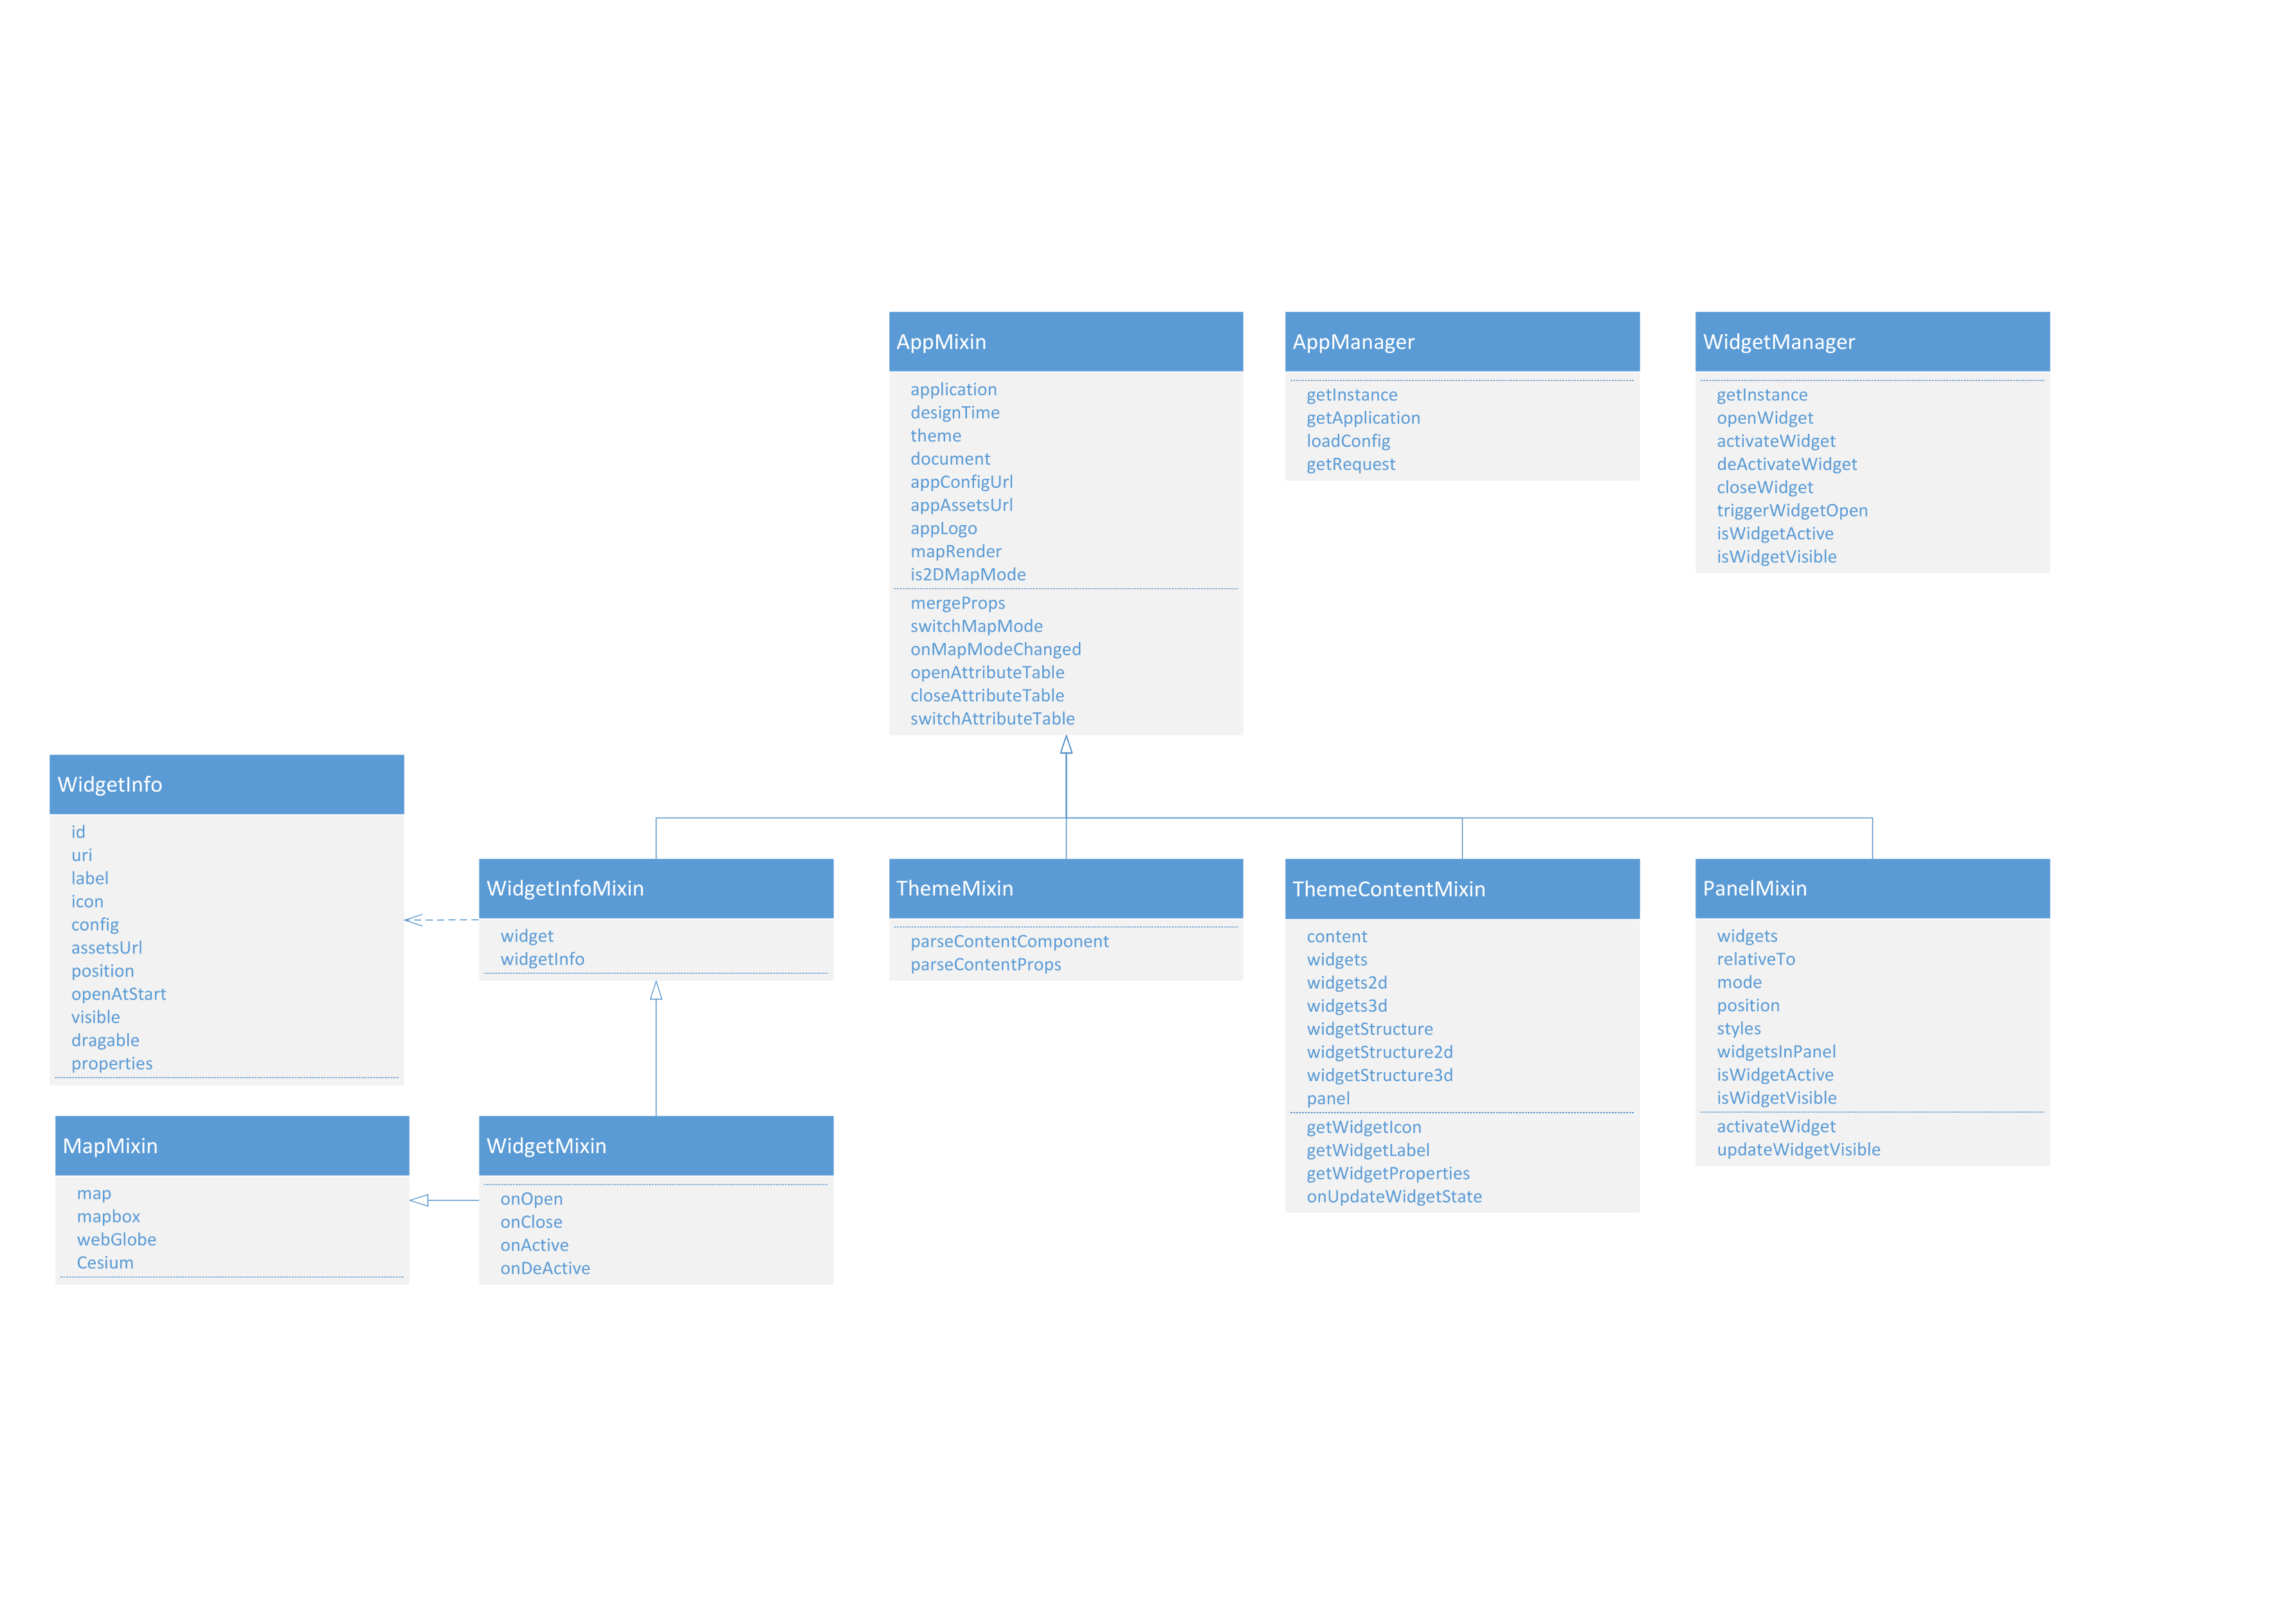 AppMixin
application
designTime
theme
document
appConfigUrl
appAssetsUrl
appLogo
mapRender
is2DMapMode
mergeProps
switchMapMode
onMapModeChanged
openAttributeTable
closeAttributeTable
switchAttributeTable
AppManager
getInstance
getApplication
loadConfig
getRequest
WidgetManager
getInstance
openWidget
activateWidget
deActivateWidget
closeWidget
triggerWidgetOpen
isWidgetActive
isWidgetVisible
WidgetInfo
id
uri
label
icon
config
assetsUrl
position
openAtStart
visible
dragable
properties
WidgetInfoMixin
widget
widgetInfo
ThemeMixin
parseContentComponent
parseContentProps
ThemeContentMixin
content
widgets
widgets2d
widgets3d
widgetStructure
widgetStructure2d
widgetStructure3d
panel
getWidgetIcon
getWidgetLabel
getWidgetProperties
onUpdateWidgetState
PanelMixin
widgets
relativeTo
mode
position
styles
widgetsInPanel
isWidgetActive
isWidgetVisible
activateWidget
updateWidgetVisible
MapMixin
map
mapbox
webGlobe
Cesium
WidgetMixin
onOpen
onClose
onActive
onDeActive